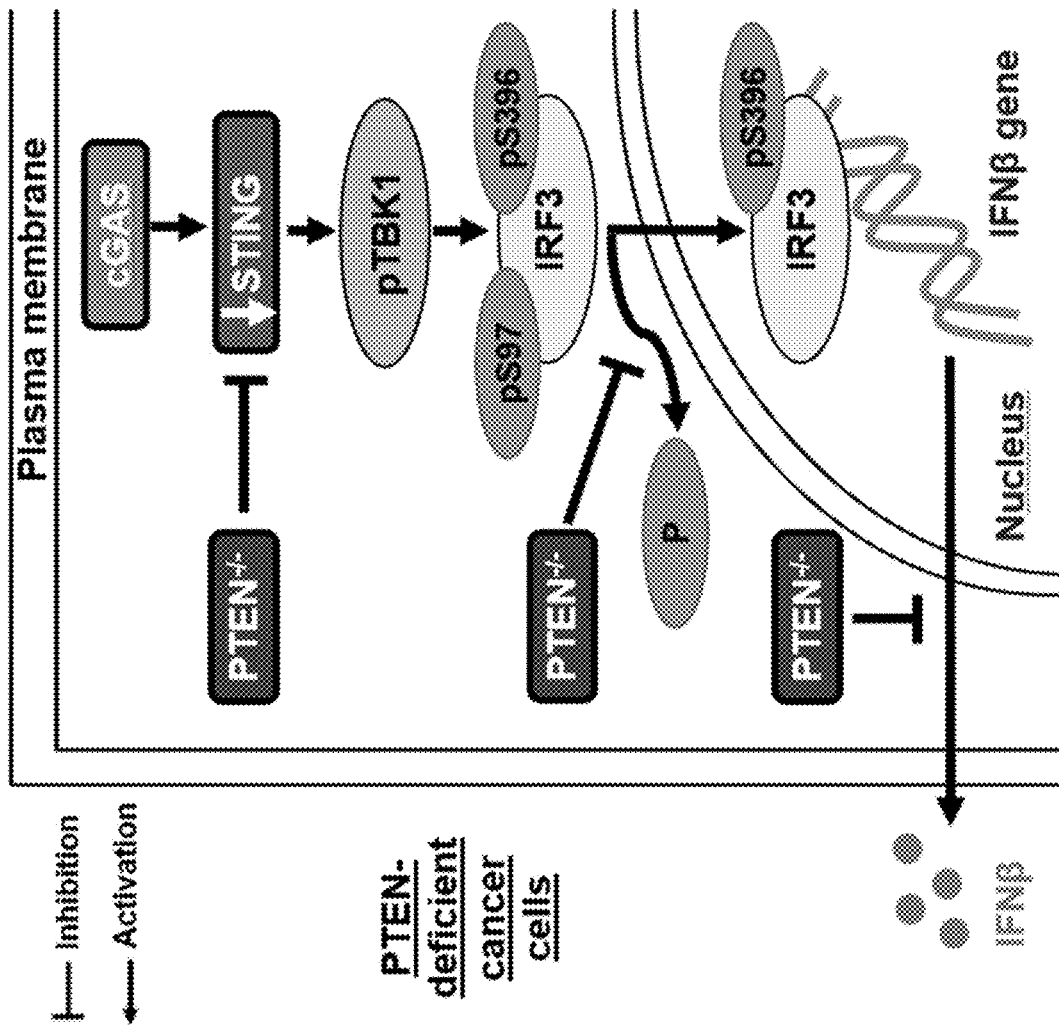 Inhibition
Activation
PTEN-
deficient
cancer
cells
Plasma membrane
cGAS
PTEN-/-
STING
pTBK1
pS97
pS396
IRF3
PTEN-/-
P
pS396
IRF3
PTEN-/-
Nucleus
IFNβ gene
IFNβ